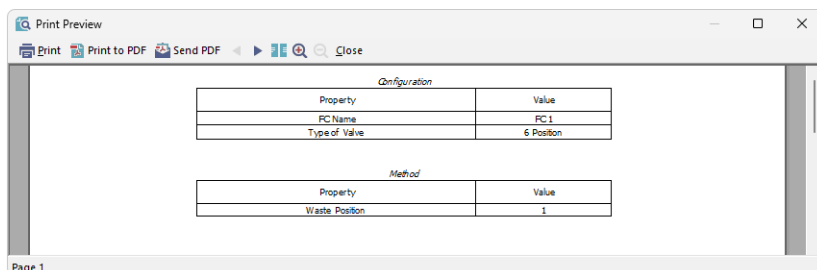 Print Preview
Print Print to PDF Send PDF Close
Configuration
Property Value
FC Name FC 1
Type of Valve 6 Position
Method
Property Value
Waste Position 1
Page 1